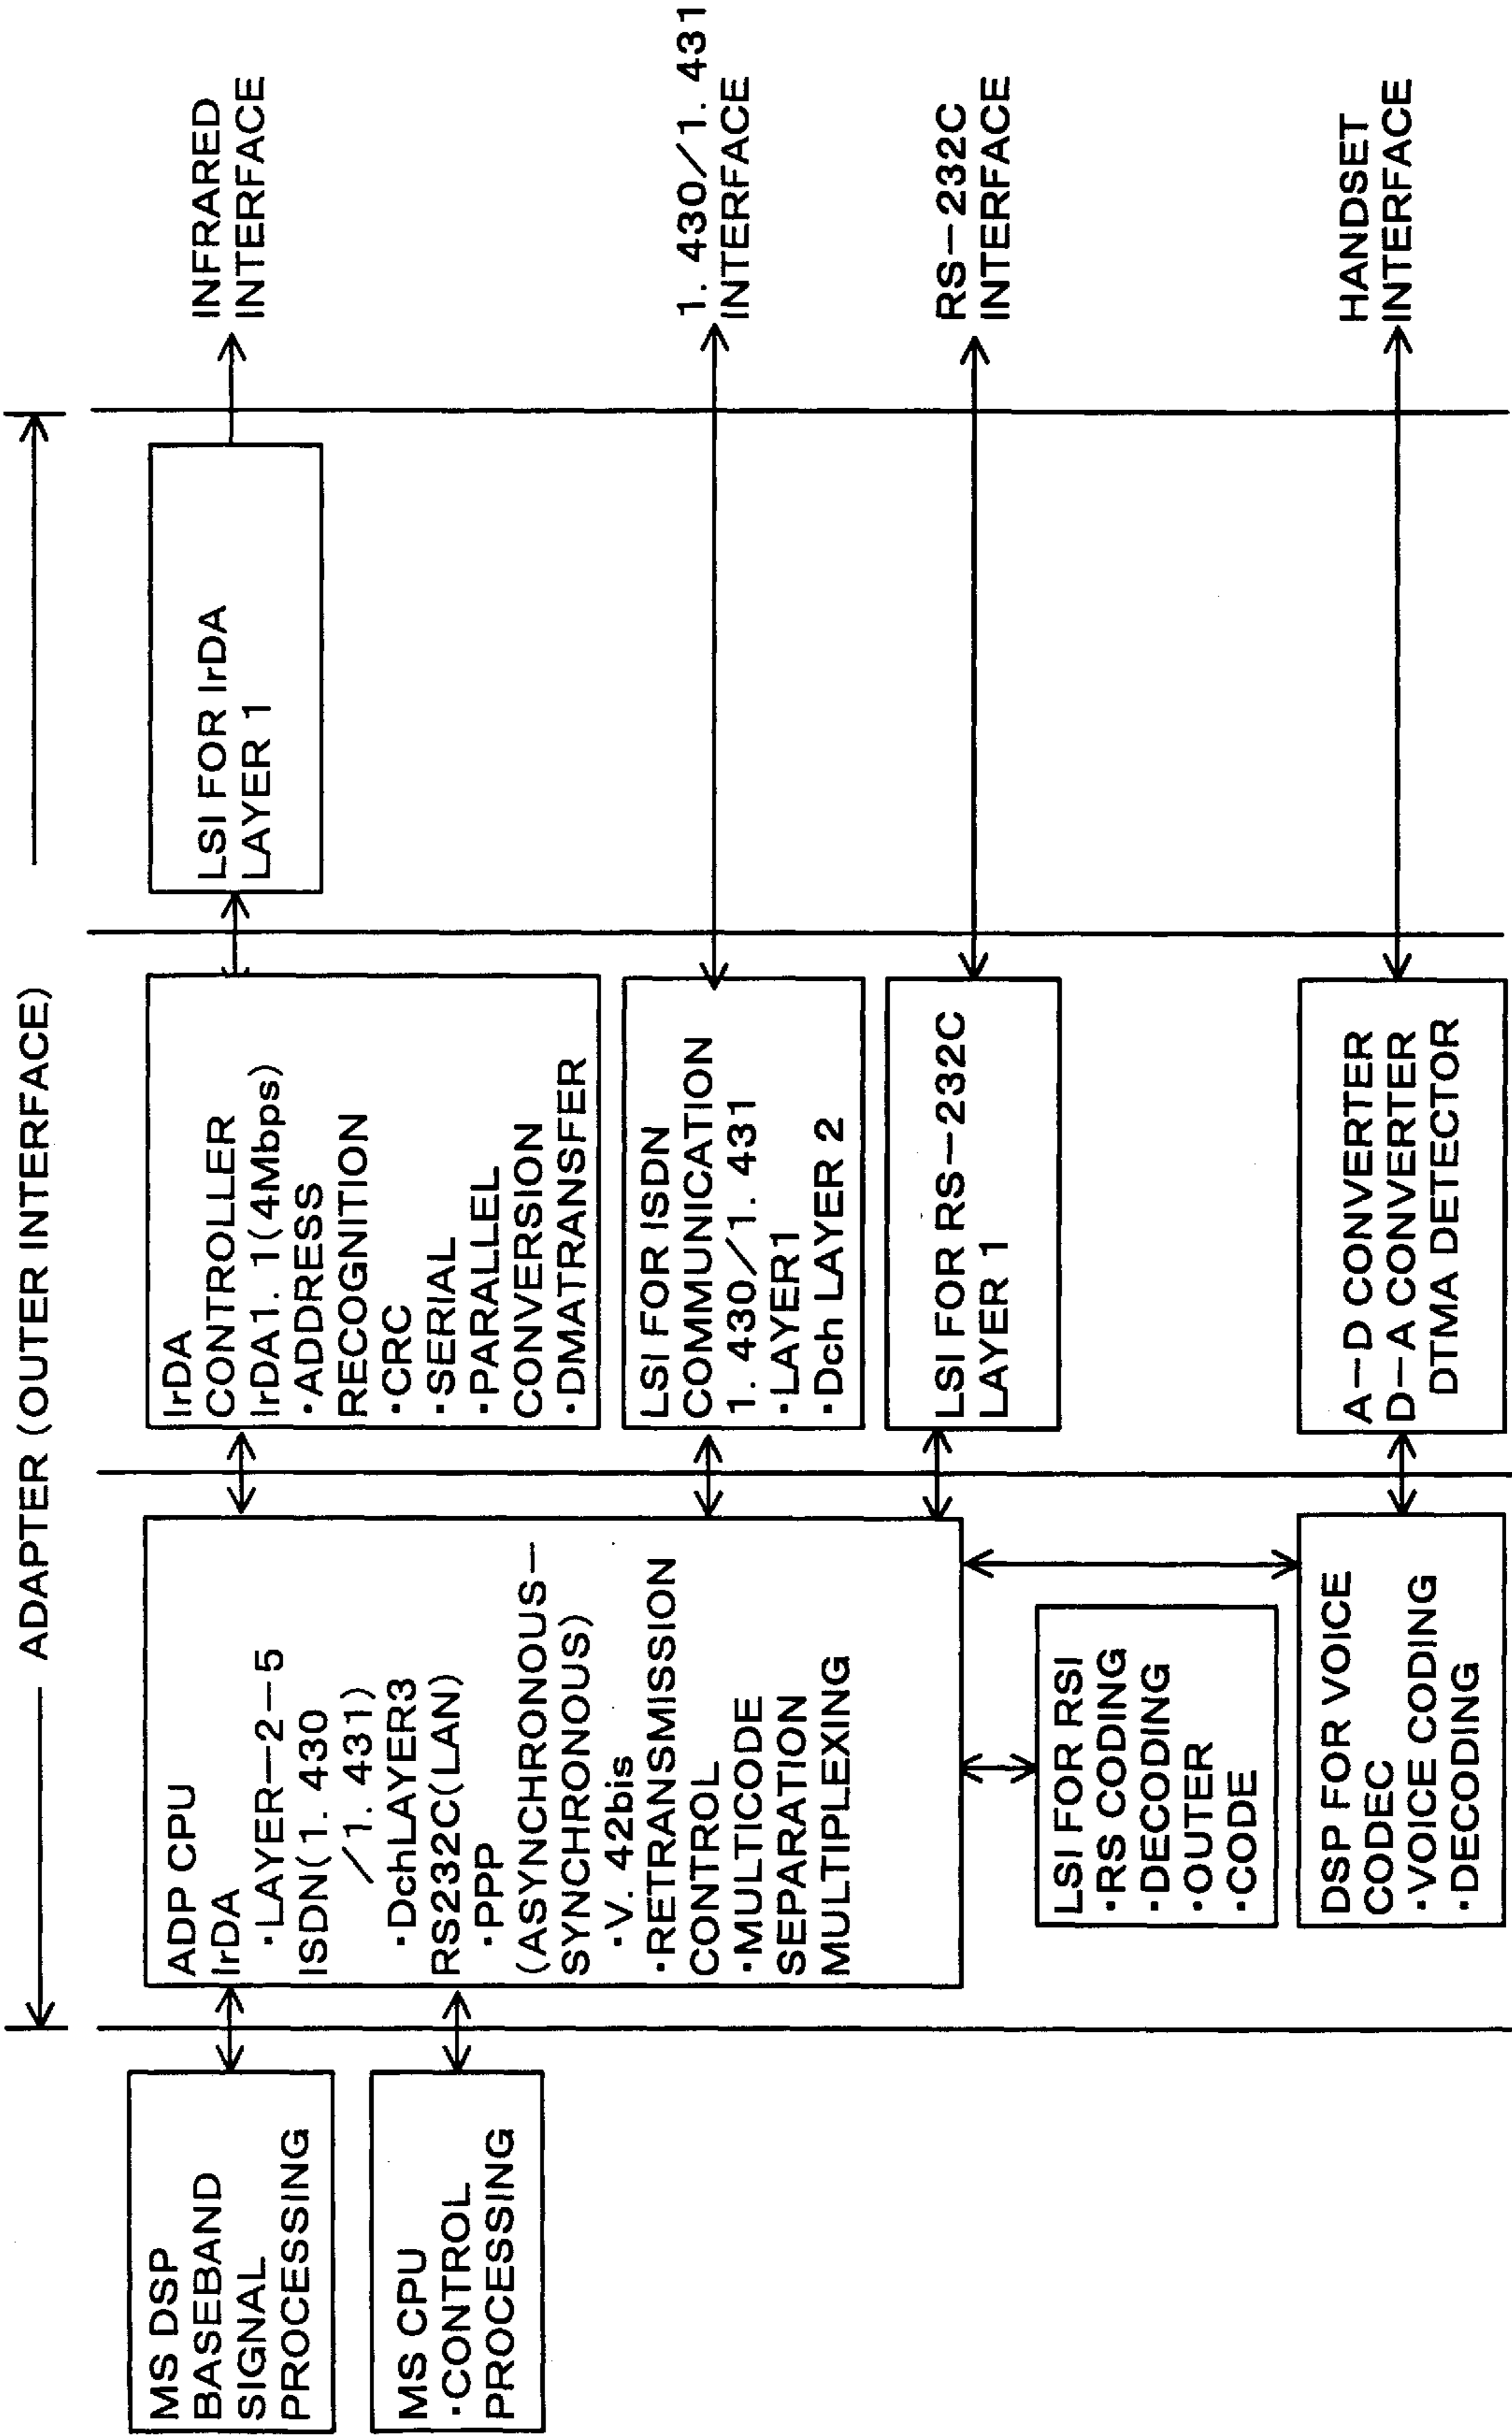 ADAPTER (OUTER INTERFACE)
MS DSP
BASEBAND
SIGNAL
PROCESSING
MS CPU
・CONTROL
PROCESSING
ADP CPU
IrDA
・LAYER—2—5
ISDN(1. 430
/1. 431)
・DchLAYER3
RS232C(LAN)
・PPP
(ASYNCHRONOUS—
SYNCHRONOUS)
・V. 42bis
・RETRANSMISSION
CONTROL
・MULTICODE
SEPARATION
MULTIPLEXING
LSI FOR RSI
・RS CODING
・DECODING
・OUTER
・CODE
DSP FOR VOICE
CODEC
・VOICE CODING
・DECODING
IrDA
CONTROLLER
IrDA1. 1(4Mbps)
・ADDRESS
RECOGNITION
・CRC
・SERIAL
・PARALLEL
CONVERSION
・DMATRANSFER
LSI FOR ISDN
COMMUNICATION
1. 430/1. 431
・LAYER1
・Dch LAYER 2
LSI FOR RS—232C
LAYER 1
A—D CONVERTER
D—A CONVERTER
DTMA DETECTOR
LSI FOR IrDA
LAYER 1
INFRARED
INTERFACE
1. 430/1. 431
INTERFACE
RS—232C
INTERFACE
HANDSET
INTERFACE